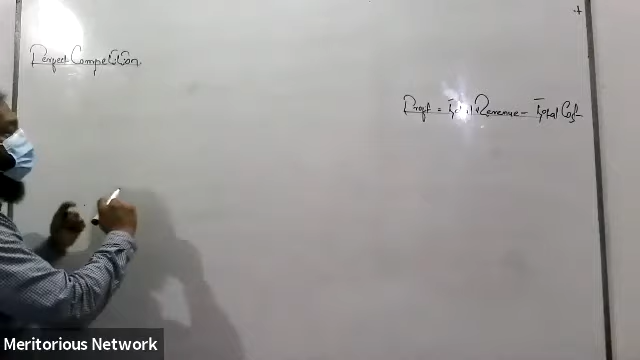 Perfect Competition.
Profit = Total Revenue - Total Cost
Meritorious Network